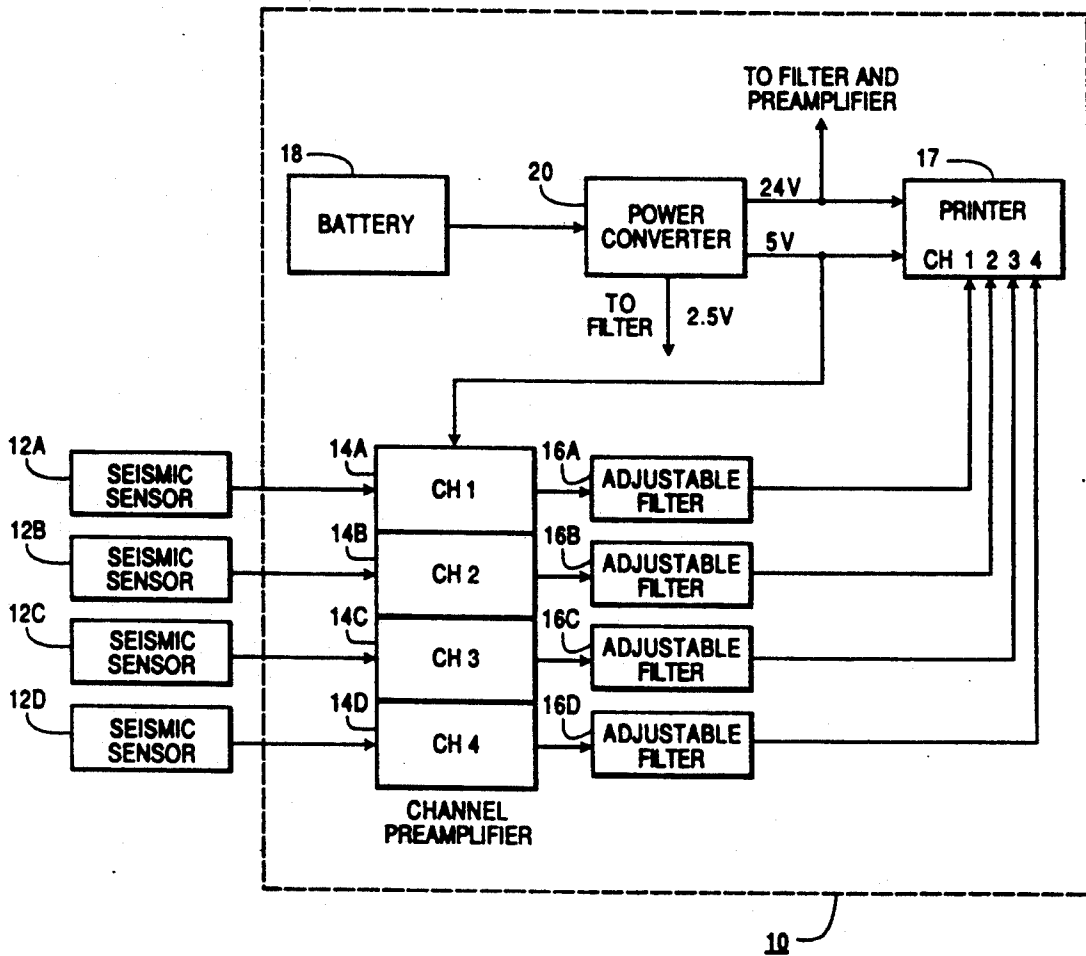 TO FILTER AND
PREAMPLIFIER
18
BATTERY
20
POWER
CONVERTER
24V
5V
17
PRINTER
CH 1 2 3 4
TO
FILTER
2.5V
12A
SEISMIC
SENSOR
14A
CH 1
16A
ADJUSTABLE
FILTER
12B
SEISMIC
SENSOR
14B
CH 2
16B
ADJUSTABLE
FILTER
12C
SEISMIC
SENSOR
14C
CH 3
16C
ADJUSTABLE
FILTER
12D
SEISMIC
SENSOR
14D
CH 4
16D
ADJUSTABLE
FILTER
CHANNEL
PREAMPLIFIER
10